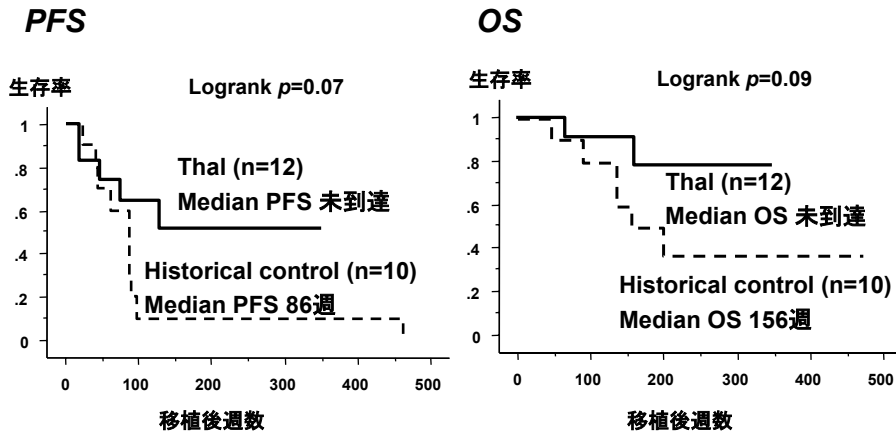 PFS
生存率
Logrank p=0.07
1
.8
.6
.4
.2
0
Thal (n=12)
Median PFS 未到達
Historical control (n=10)
Median PFS 86週
0 100 200 300 400 500
移植後週数
OS
生存率
Logrank p=0.09
1
.8
.6
.4
.2
0
Thal (n=12)
Median OS 未到達
Historical control (n=10)
Median OS 156週
0 100 200 300 400 500
移植後週数